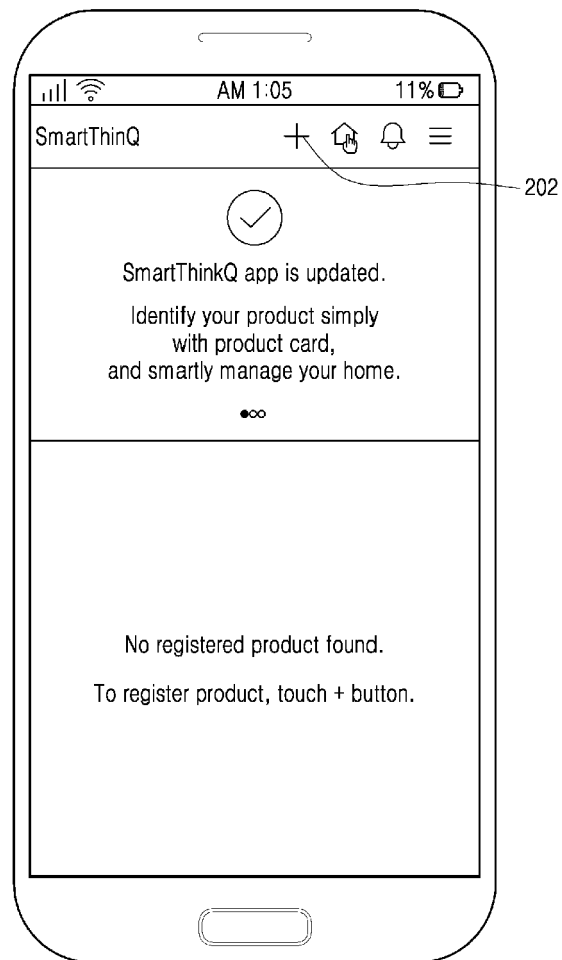 AM 1:05 11%
SmartThinQ
202
SmartThinkQ app is updated.
Identify your product simply
with product card,
and smartly manage your home.
No registered product found.
To register product, touch + button.